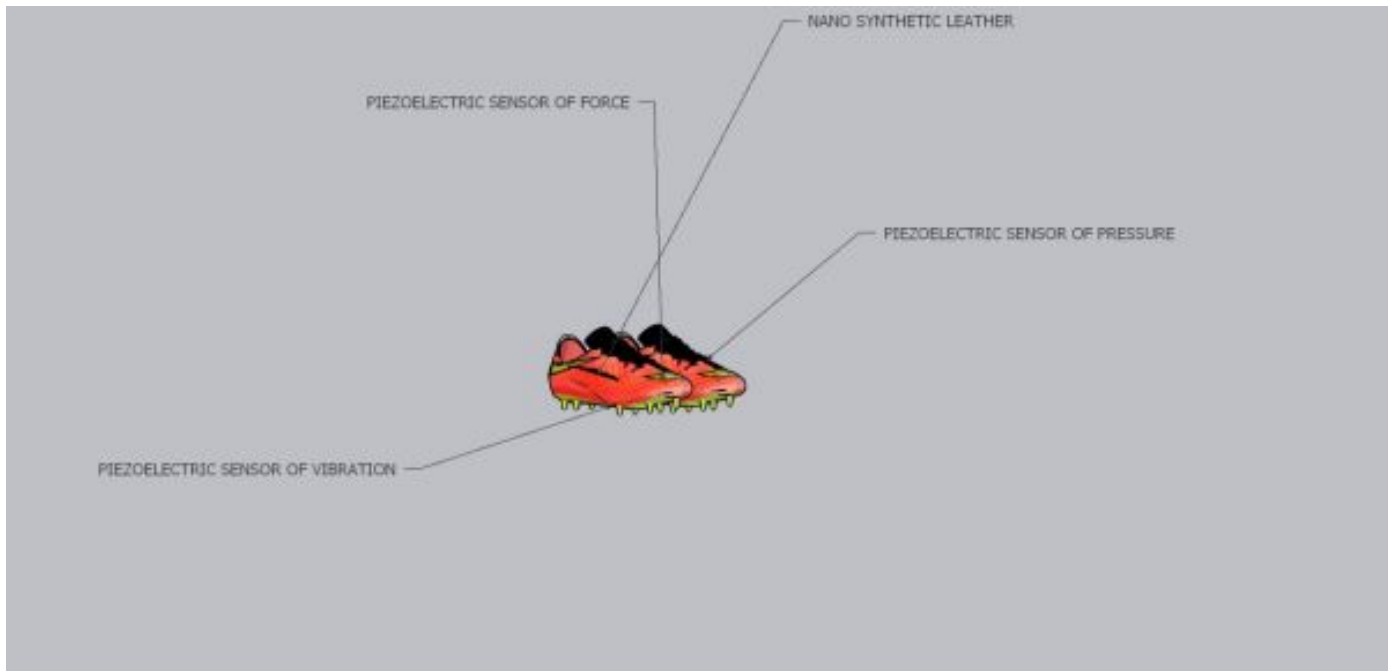 NANO SYNTHETIC LEATHER
PIEZOELECTRIC SENSOR OF FORCE
PIEZOELECTRIC SENSOR OF PRESSURE
PIEZOELECTRIC SENSOR OF VIBRATION